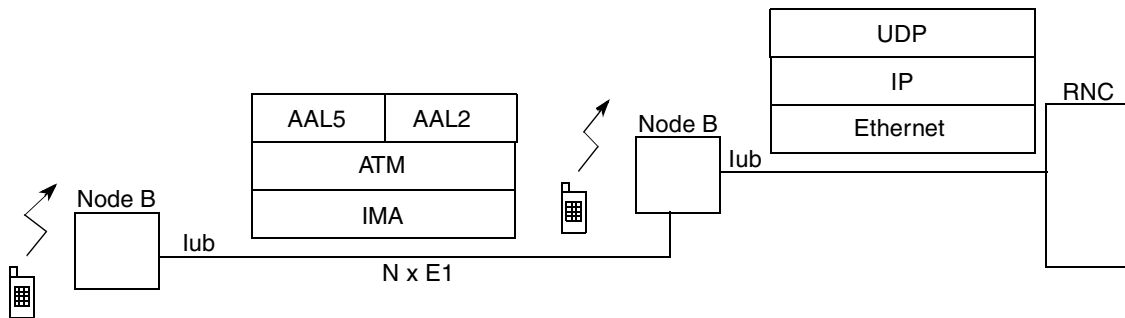 UDP
IP
Ethernet
RNC
Node B
Iub
AAL5 AAL2
ATM
IMA
Node B
Iub
N x E1